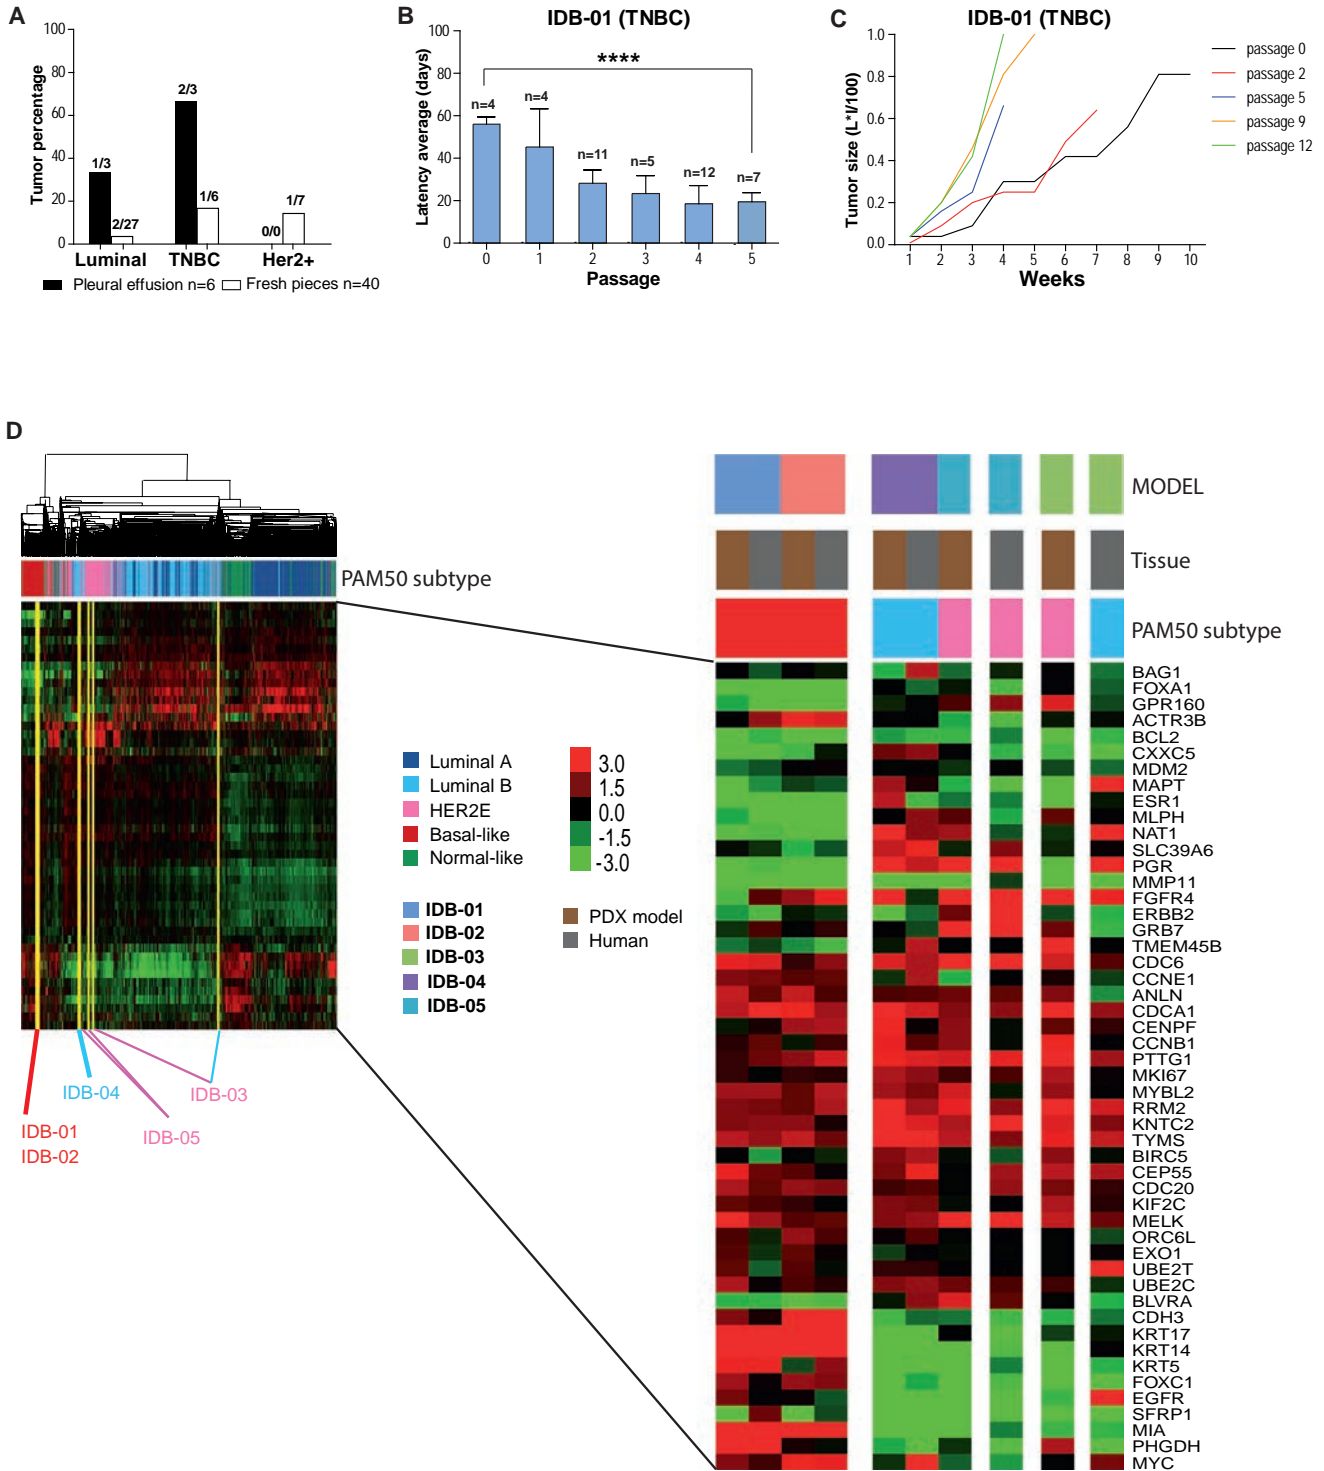 A
Tumor percentage
100
80
60
40
20
0
1/3
2/27
2/3
1/6
0/0
1/7
Luminal TNBC Her2+
Pleural effusion n=6 Fresh pieces n=40
B
IDB-01 (TNBC)
Latency average (days)
100
80
60
40
20
0
****
n=4
n=4
n=11
n=5
n=12
n=7
0 1 2 3 4 5
Passage
C
IDB-01 (TNBC)
Tumor size (L*l/100)
1.0
0.8
0.6
0.4
0.2
0.0
1 2 3 4 5 6 7 8 9 10
Weeks
passage 0
passage 2
passage 5
passage 9
passage 12
D
PAM50 subtype
IDB-04
IDB-03
IDB-05
IDB-01
IDB-02
Luminal A
Luminal B
HER2E
Basal-like
Normal-like
3.0
1.5
0.0
-1.5
-3.0
IDB-01
IDB-02
IDB-03
IDB-04
IDB-05
PDX model
Human
MODEL
Tissue
PAM50 subtype
BAG1
FOXA1
GPR160
ACTR3B
BCL2
CXXC5
MDM2
MAPT
ESR1
MLPH
NAT1
SLC39A6
PGR
MMP11
FGFR4
ERBB2
GRB7
TMEM45B
CDC6
CCNE1
ANLN
CDCA1
CENPF
CCNB1
PTTG1
MKI67
MYBL2
RRM2
KNTC2
TYMS
BIRC5
CEP55
CDC20
KIF2C
MELK
ORC6L
EXO1
UBE2T
UBE2C
BLVRA
CDH3
KRT17
KRT14
KRT5
FOXC1
EGFR
SFRP1
MIA
PHGDH
MYC